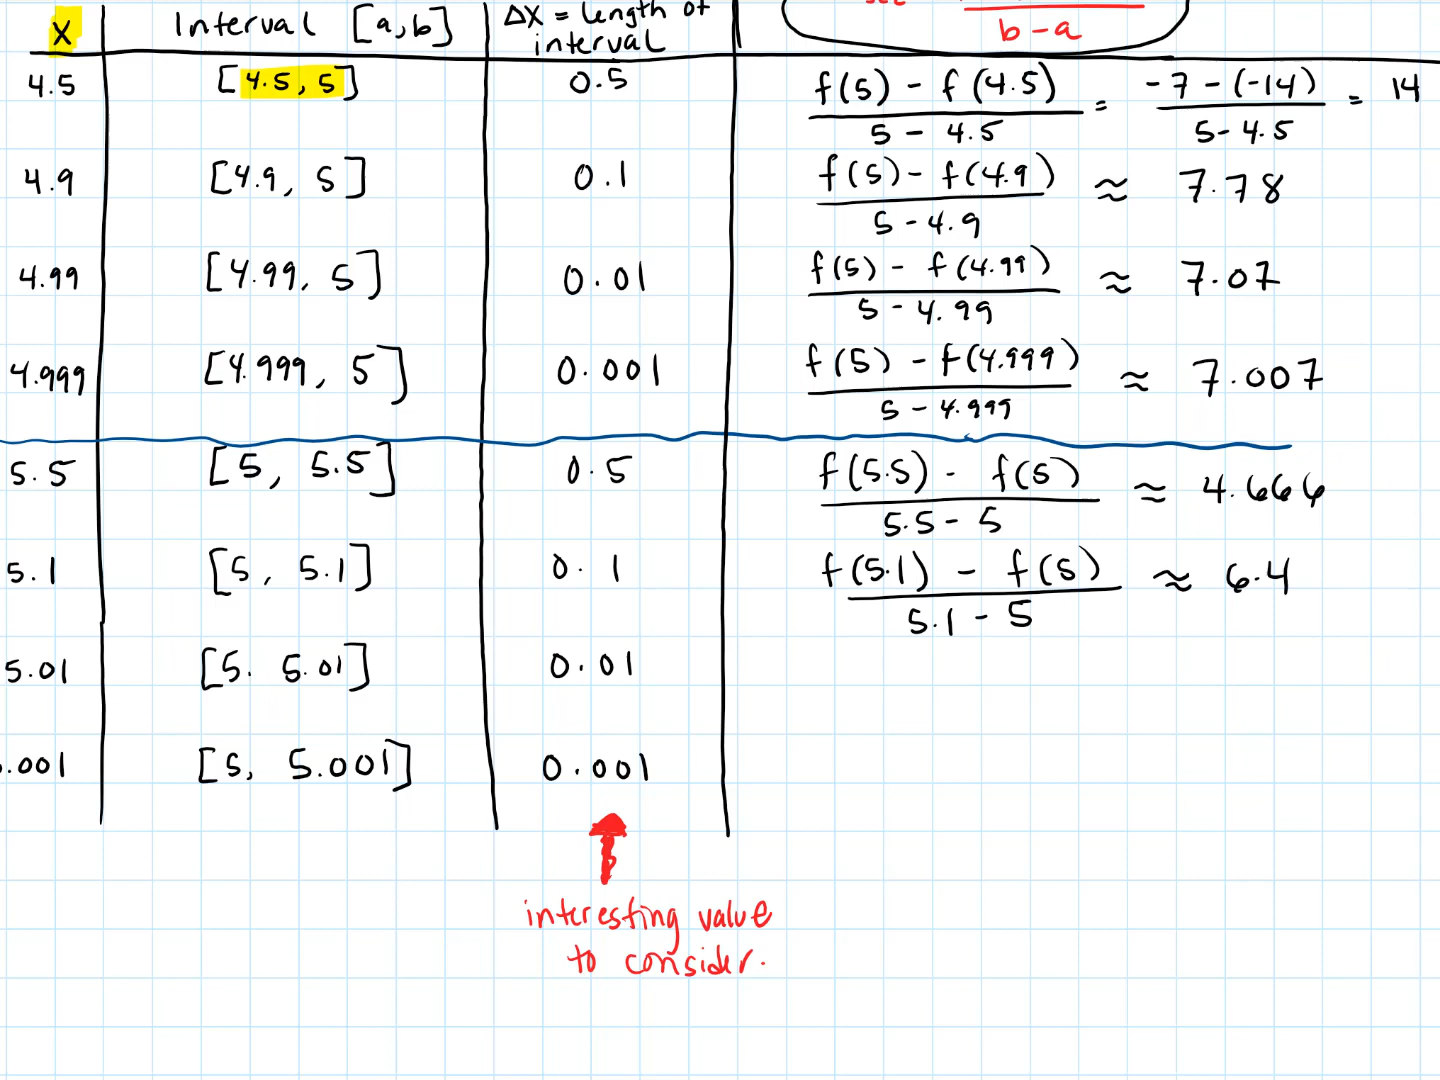 x Interval [a,b] Δx = length of interval
b-a
4.5 [4.5, 5] 0.5 f(5) - f(4.5) / 5 - 4.5 = -7 - (-14) / 5 - 4.5 = 14
4.9 [4.9, 5] 0.1 f(5) - f(4.9) / 5 - 4.9 ≈ 7.78
4.99 [4.99, 5] 0.01 f(5) - f(4.99) / 5 - 4.99 ≈ 7.07
4.999 [4.999, 5] 0.001 f(5) - f(4.999) / 5 - 4.999 ≈ 7.007
5.5 [5, 5.5] 0.5 f(5.5) - f(5) / 5.5 - 5 ≈ 4.666
5.1 [5, 5.1] 0.1 f(5.1) - f(5) / 5.1 - 5 ≈ 6.4
5.01 [5. 5.01] 0.01
.001 [5, 5.001] 0.001
interesting value
to consider.